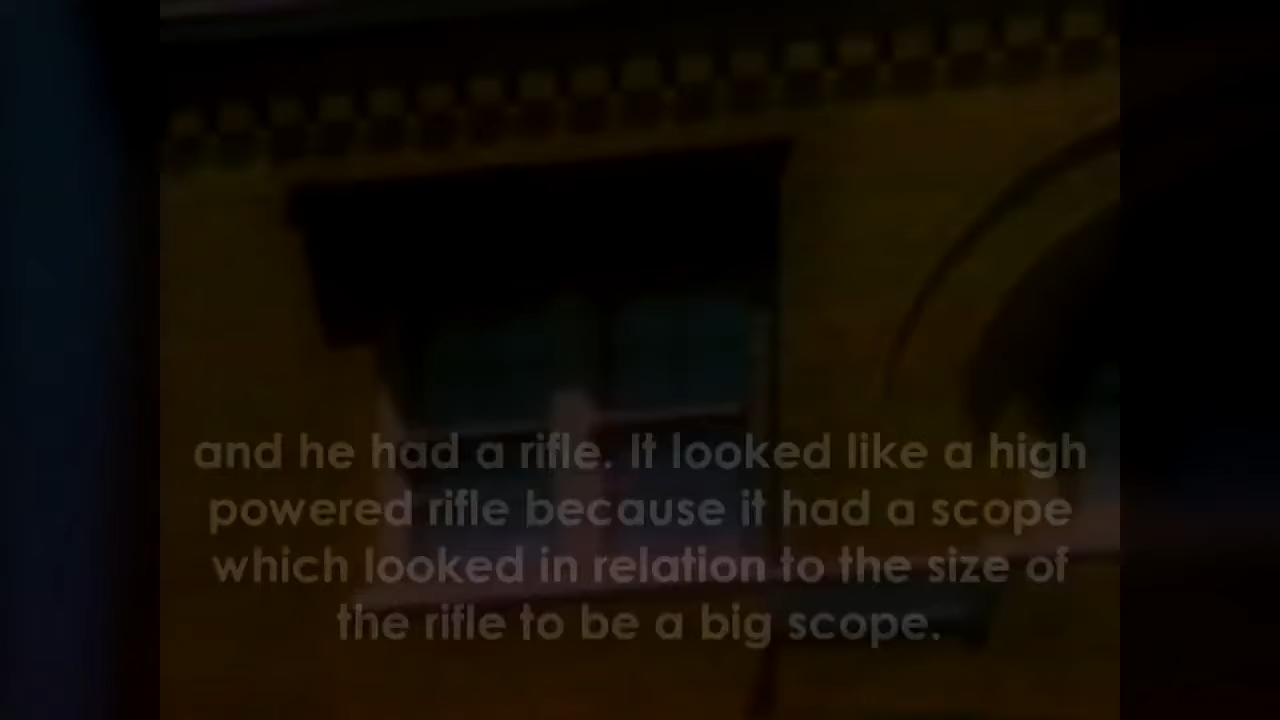 and he had a rifle. It looked like a high
powered rifle because it had a scope
which looked in relation to the size of
the rifle to be a big scope.